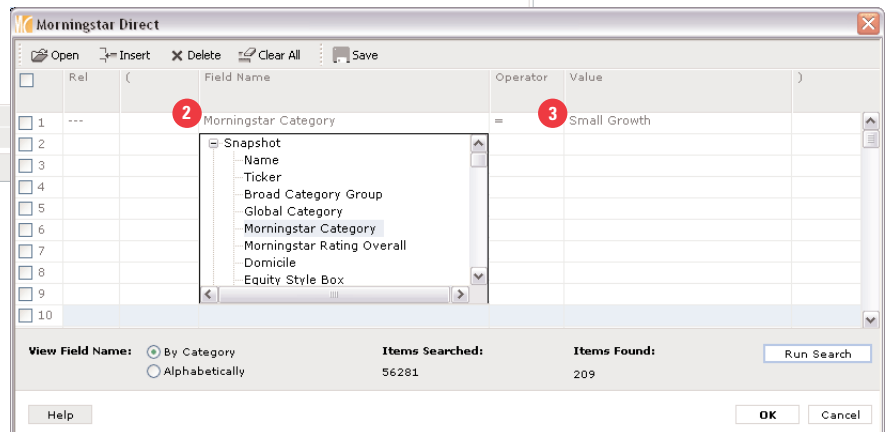 Morningstar Direct
Open Insert Delete Clear All Save
Rel ( Field Name Operator Value )
1 --- 2 Morningstar Category = 3 Small Growth
2 Snapshot
Name
3 Ticker
4 Broad Category Group
5 Global Category
6 Morningstar Category
7 Morningstar Rating Overall
8 Domicile
Equity Style Box
9
10
View Field Name: By Category Items Searched: Items Found: Run Search
Alphabetically 56281 209
Help OK Cancel